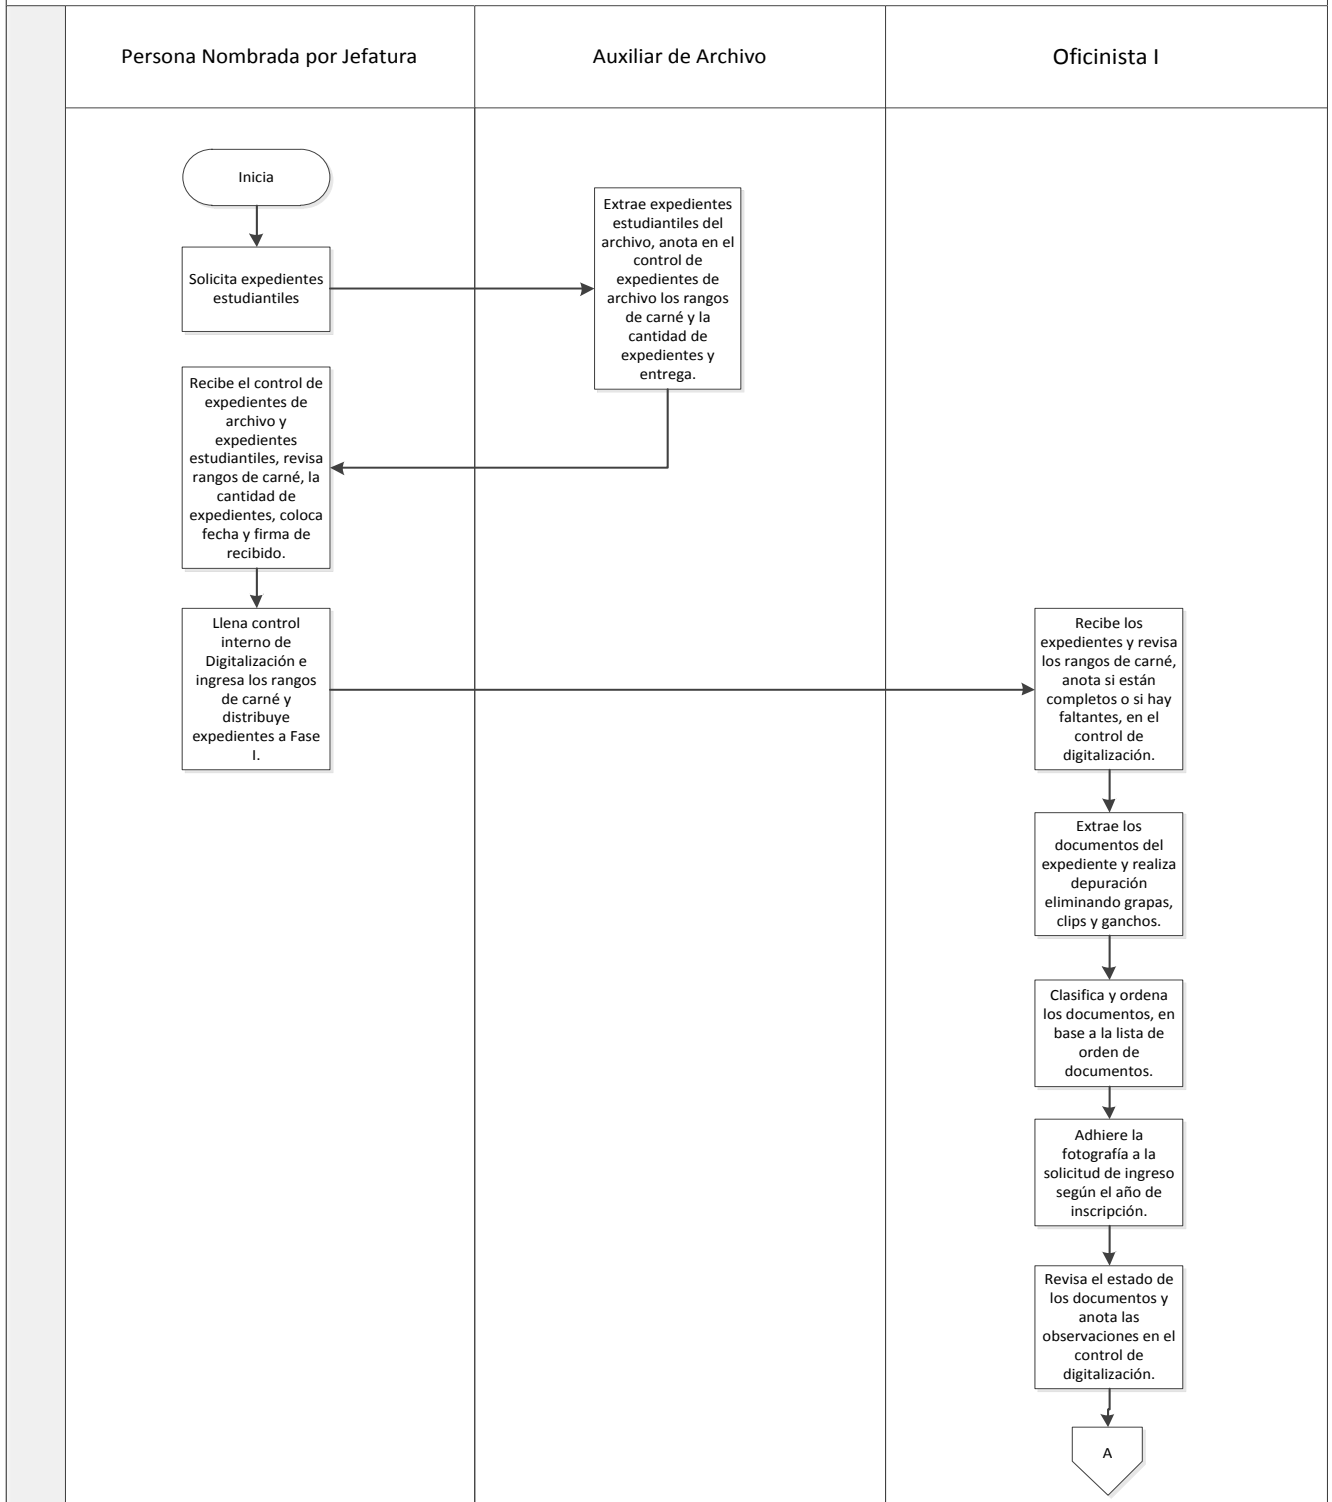 Persona Nombrada por Jefatura
Auxiliar de Archivo
Oficinista I
Inicia
Solicita expedientes
estudiantiles
Extrae expedientes
estudiantiles del
archivo, anota en el
control de
expedientes de
archivo los rangos
de carné y la
cantidad de
expedientes y
entrega.
Recibe el control de
expedientes de
archivo y
expedientes
estudiantiles, revisa
rangos de carné, la
cantidad de
expedientes, coloca
fecha y firma de
recibido.
Llena control
interno de
Digitalización e
ingresa los rangos
de carné y
distribuye
expedientes a Fase
I.
Recibe los
expedientes y revisa
los rangos de carné,
anota si están
completos o si hay
faltantes, en el
control de
digitalización.
Extrae los
documentos del
expediente y realiza
depuración
eliminando grapas,
clips y ganchos.
Clasifica y ordena
los documentos, en
base a la lista de
orden de
documentos.
Adhiere la
fotografía a la
solicitud de ingreso
según el año de
inscripción.
Revisa el estado de
los documentos y
anota las
observaciones en el
control de
digitalización.
A